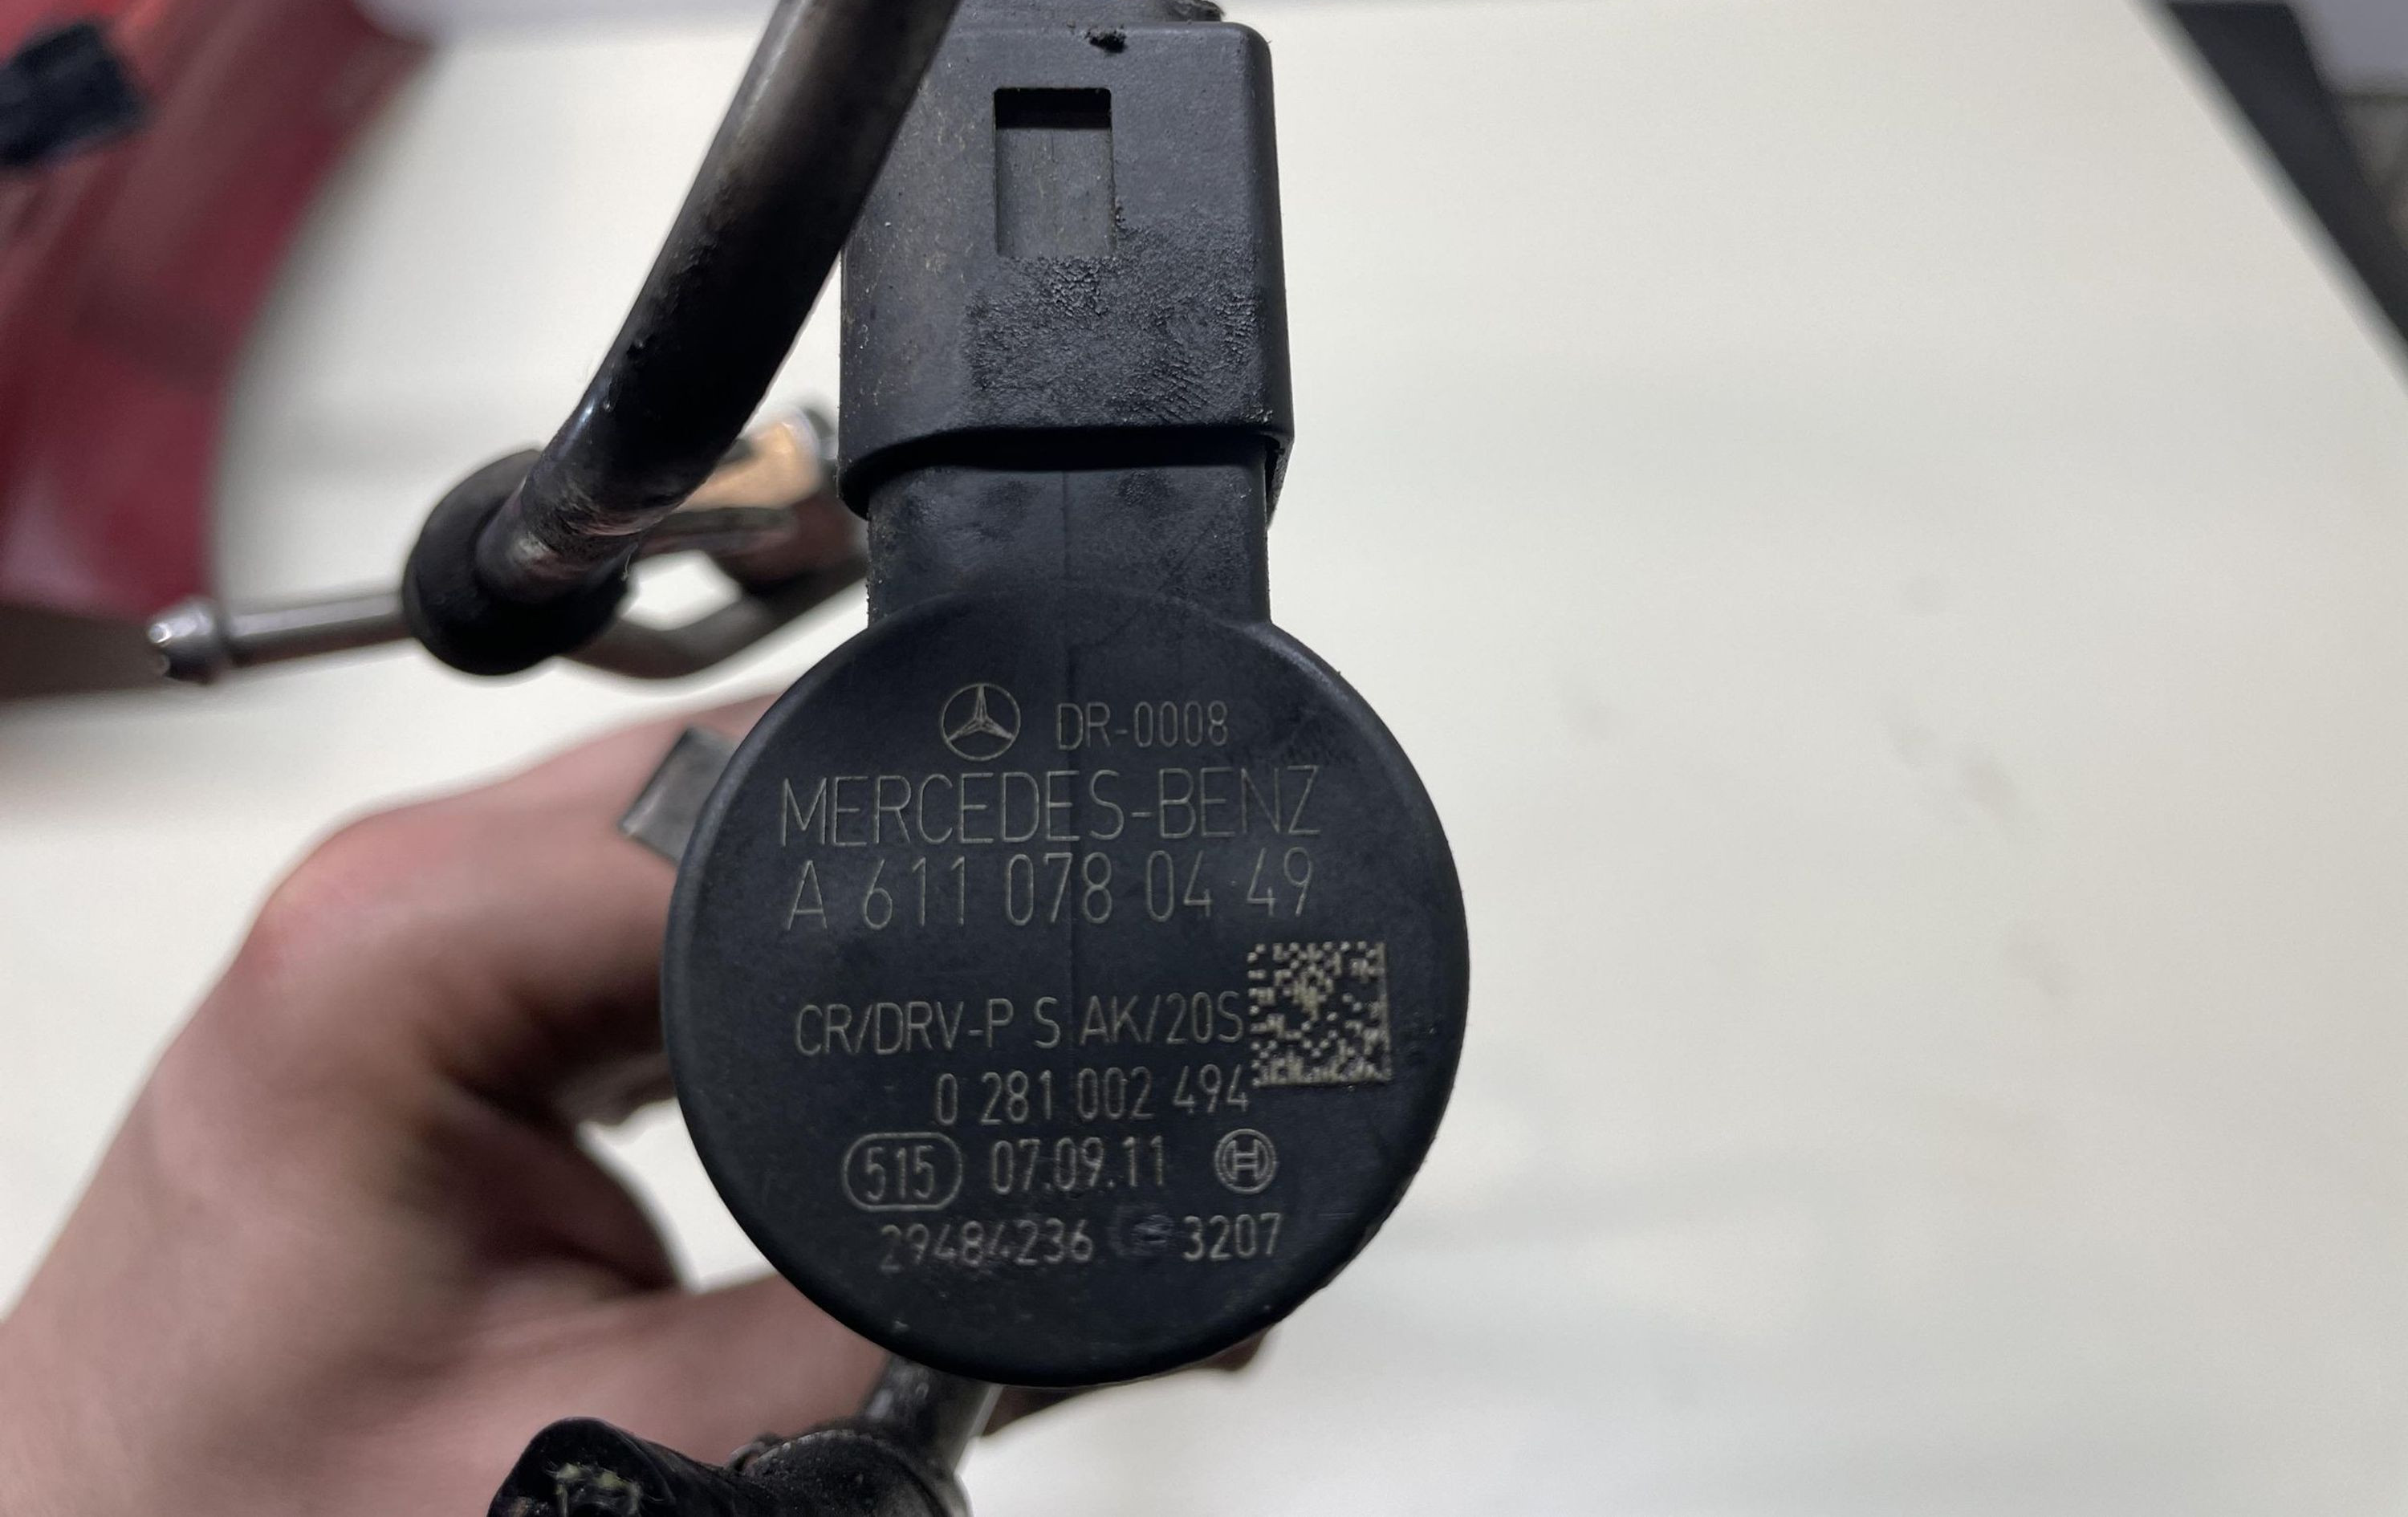 DR-0008
MERCEDES-BENZ
A 611 078 04 49
CR/DRV-P S AK/20S
0 281 002 494
515 07.09.11
29484236 3207